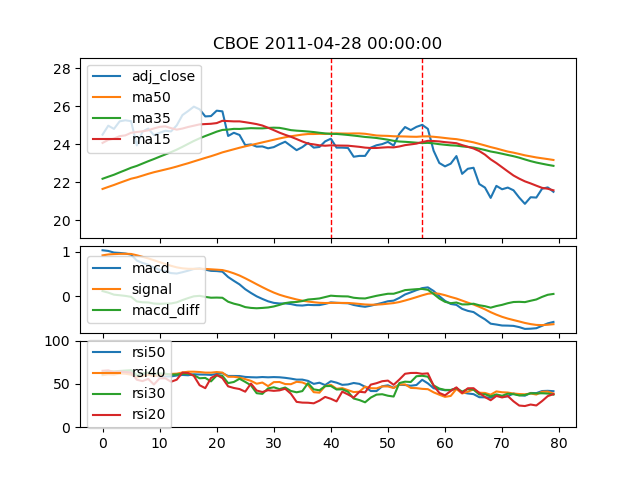 CBOE 2011-04-28 00:00:00
28
26
24
22
20
adj_close
ma50
ma35
ma15
1
0
macd
signal
macd_diff
100
50
0
rsi50
rsi40
rsi30
rsi20
0 10 20 30 40 50 60 70 80